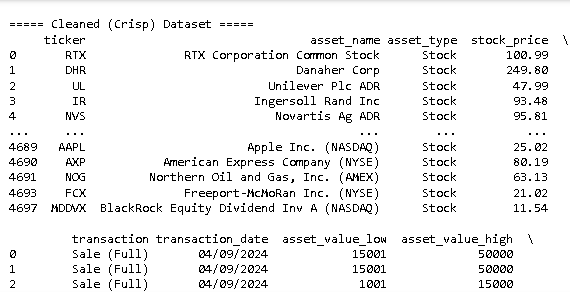 ===== Cleaned (Crisp) Dataset =====
ticker asset_name asset_type stock_price \
0 RTX RTX Corporation Common Stock Stock 100.99
1 DHR Danaher Corp Stock 249.80
2 UL Unilever Plc ADR Stock 47.99
3 IR Ingersoll Rand Inc Stock 93.48
4 NVS Novartis Ag ADR Stock 95.81
... ... ... ... ...
4689 AAPL Apple Inc. (NASDAQ) Stock 25.02
4690 AXP American Express Company (NYSE) Stock 80.19
4691 NOG Northern Oil and Gas, Inc. (AMEX) Stock 63.13
4693 FCX Freeport-McMoRan Inc. (NYSE) Stock 21.02
4697 MDDVX BlackRock Equity Dividend Inv A (NASDAQ) Stock 11.54
transaction transaction_date asset_value_low asset_value_high \
0 Sale (Full) 04/09/2024 15001 50000
1 Sale (Full) 04/09/2024 15001 50000
2 Sale (Full) 04/09/2024 1001 15000